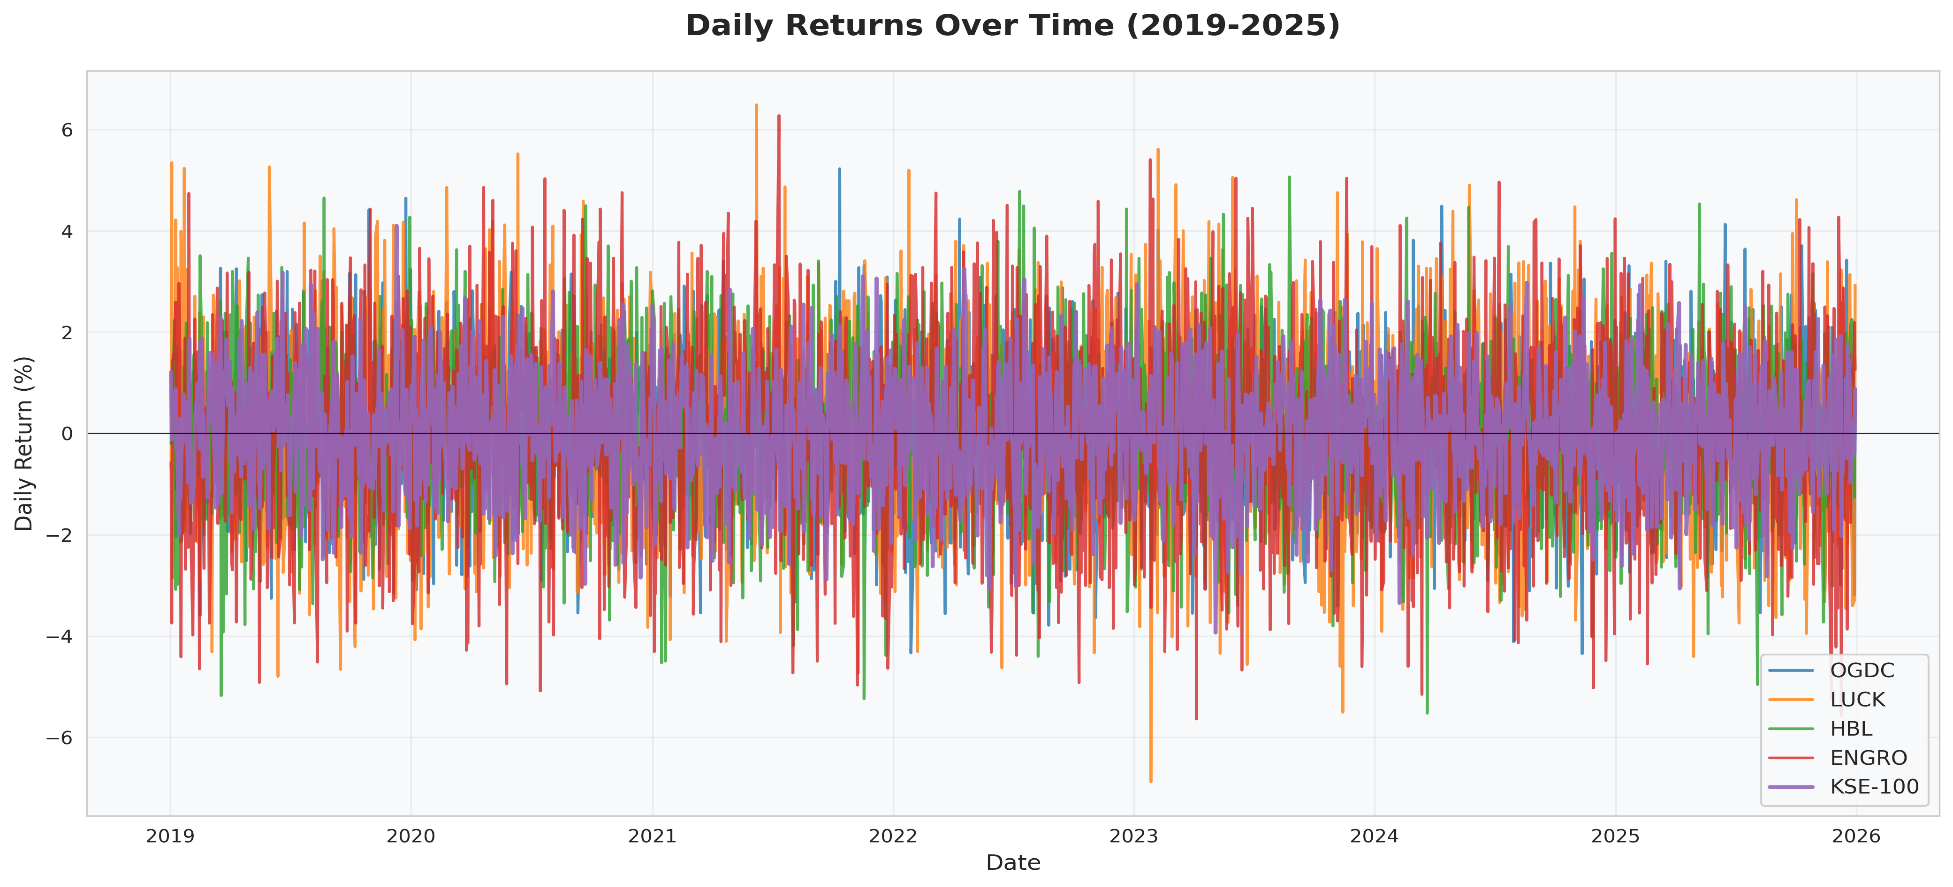 Daily Returns Over Time (2019-2025)
Daily Return (%)
6
4
2
0
−2
−4
−6
2019 2020 2021 2022 2023 2024 2025 2026
Date
OGDC
LUCK
HBL
ENGRO
KSE-100